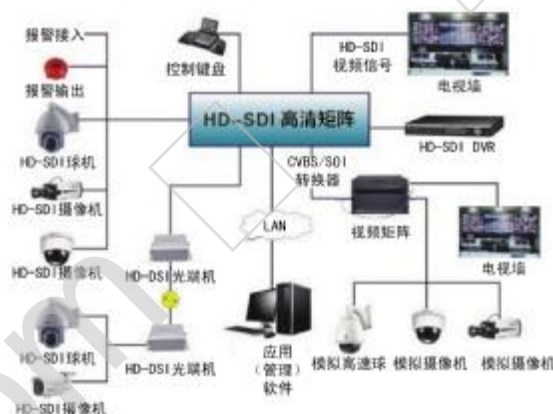 报警接入
控制键盘
HD-SDI
视频信号
电视墙
报警输出
HD--SDI 高清矩阵
HD-SDI DVR
HD-SDI球机
CVBS/SDI
转换器
HD-SDI摄像机
LAN
视频矩阵
电视墙
HD-SDI摄像机
HD-DSI光端机
HD-SDI球机
HD-DSI光端机
应用
(管理)
软件
模拟高速球
模拟摄像机
模拟摄像机
HD-SDI摄像机